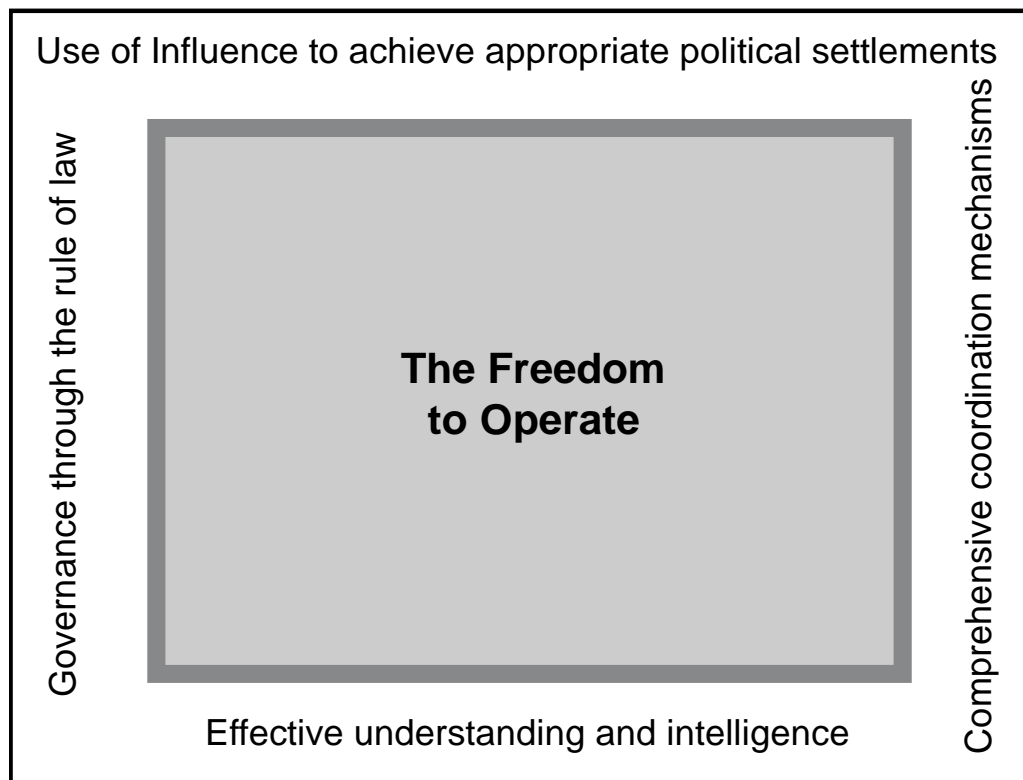 Use of Influence to achieve appropriate political settlements
Governance through the rule of law
The Freedom
to Operate
Comprehensive coordination mechanisms
Effective understanding and intelligence